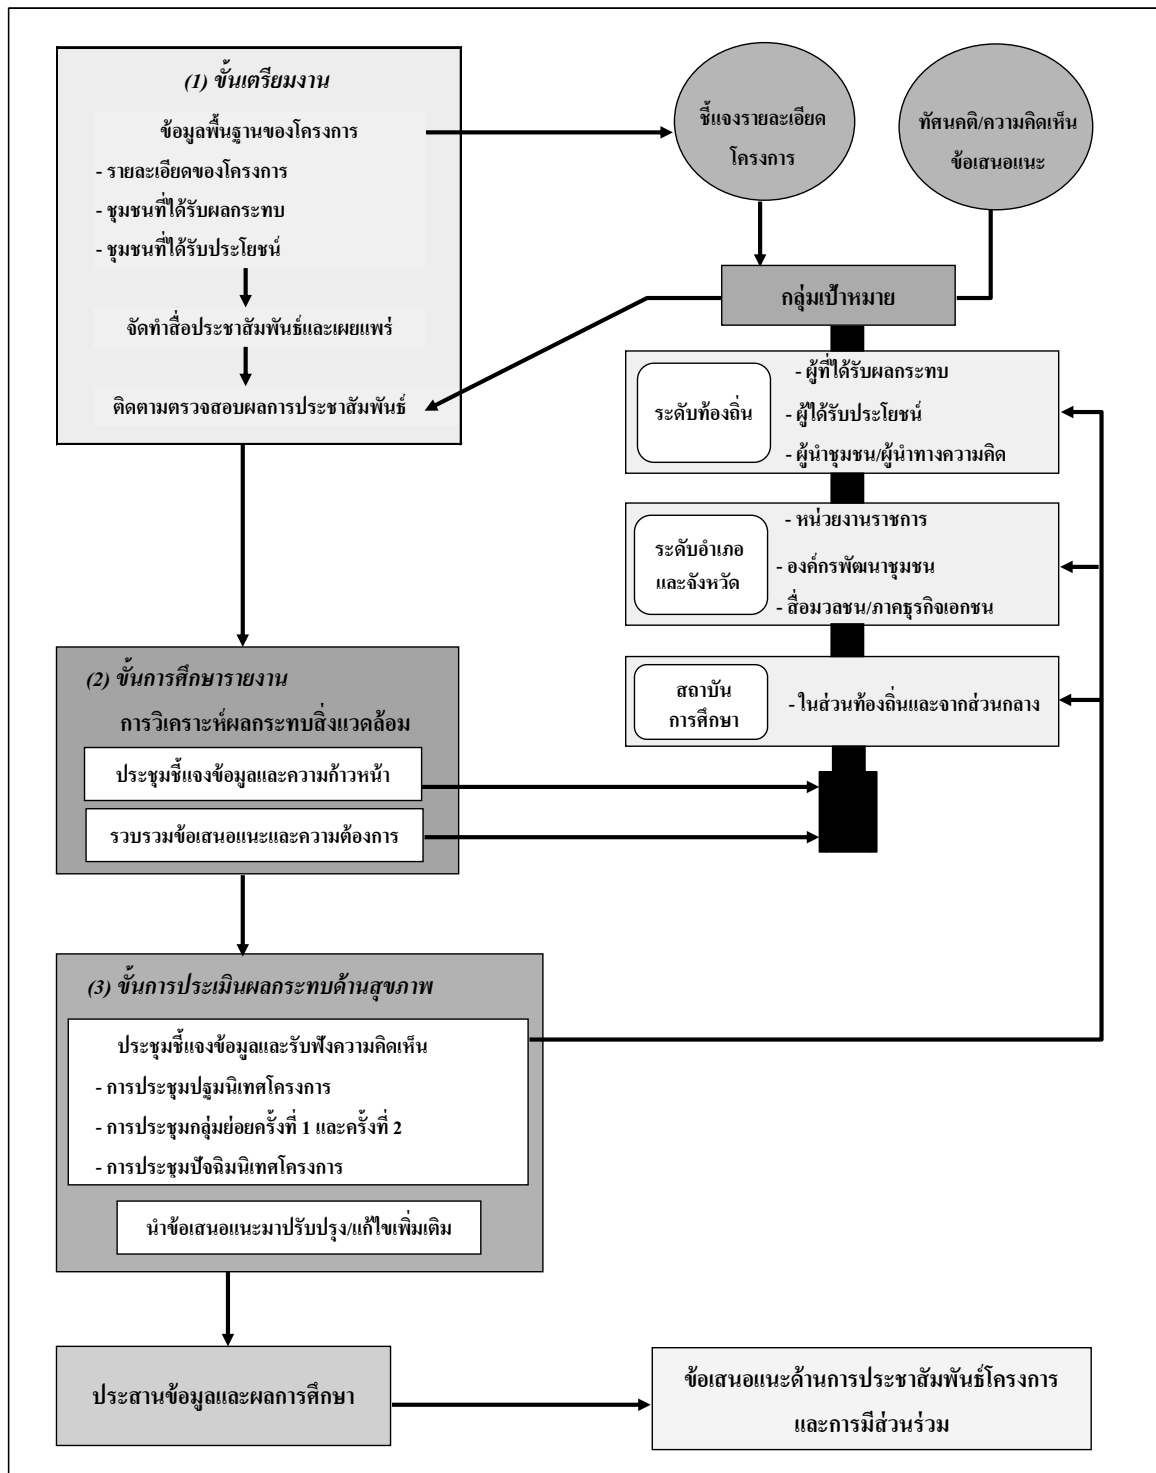 (1) ขั้นเตรียมงาน
ข้อมูลพื้นฐานของโครงการ
- รายละเอียดของโครงการ
- ชุมชนที่ได้รับผลกระทบ
- ชุมชนที่ได้รับประโยชน์
จัดทำสื่อประชาสัมพันธ์และเผยแพร่
ติดตามตรวจสอบผลการประชาสัมพันธ์
ชี้แจงรายละเอียด
โครงการ
ทัศนคติ/ความคิดเห็น
ข้อเสนอแนะ
กลุ่มเป้าหมาย
ระดับท้องถิ่น
- ผู้ที่ได้รับผลกระทบ
- ผู้ได้รับประโยชน์
- ผู้นำชุมชน/ผู้นำทางความคิด
ระดับอำเภอ
และจังหวัด
- หน่วยงานราชการ
- องค์กรพัฒนาชุมชน
- สื่อมวลชน/ภาคธุรกิจเอกชน
สถาบัน
การศึกษา
- ในส่วนท้องถิ่นและจากส่วนกลาง
(2) ขั้นการศึกษารายงาน
การวิเคราะห์ผลกระทบสิ่งแวดล้อม
ประชุมชี้แจงข้อมูลและความก้าวหน้า
รวบรวมข้อเสนอแนะและความต้องการ
(3) ขั้นการประเมินผลกระทบด้านสุขภาพ
ประชุมชี้แจงข้อมูลและรับฟังความคิดเห็น
- การประชุมปฐมนิเทศโครงการ
- การประชุมกลุ่มย่อยครั้งที่ 1 และครั้งที่ 2
- การประชุมปัจฉิมนิเทศโครงการ
นำข้อเสนอแนะมาปรับปรุง/แก้ไขเพิ่มเติม
ประสานข้อมูลและผลการศึกษา
ข้อเสนอแนะด้านการประชาสัมพันธ์โครงการ
และการมีส่วนร่วม